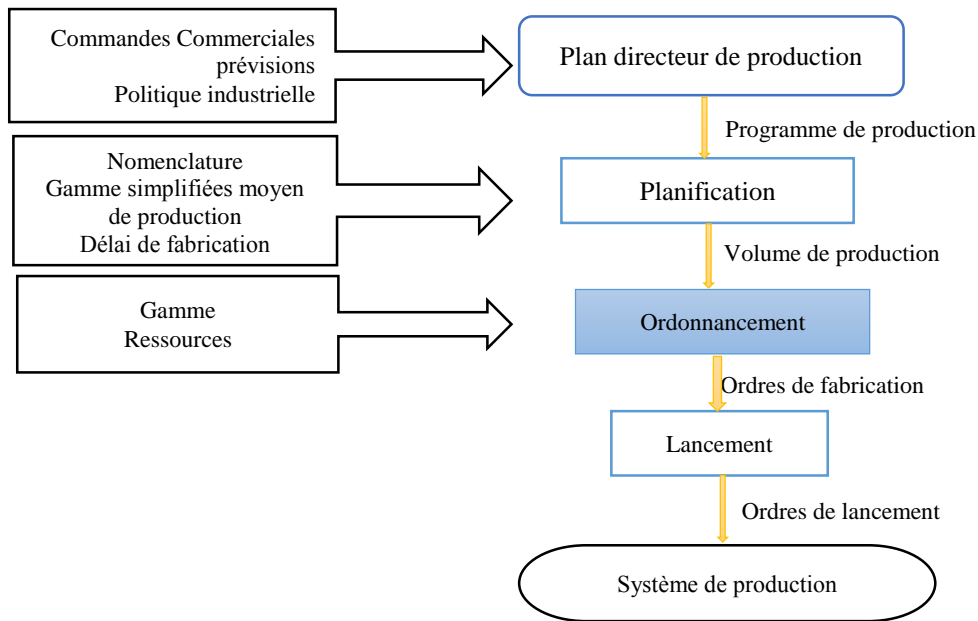 Commandes Commerciales
prévisions
Politique industrielle
Plan directeur de production
Programme de production
Nomenclature
Gamme simplifiées moyen
de production
Délai de fabrication
Planification
Volume de production
Gamme
Ressources
Ordonnancement
Ordres de fabrication
Lancement
Ordres de lancement
Système de production